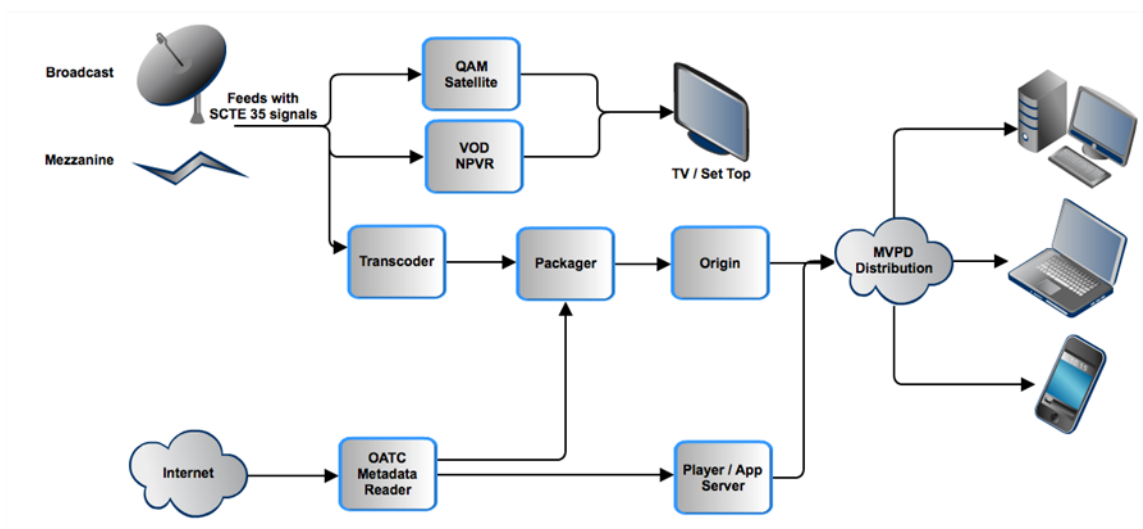 Broadcast
Mezzanine
Feeds with
SCTE 35 signals
QAM
Satellite
VOD
NPVR
TV / Set Top
Transcoder
Packager
Origin
MVPD
Distribution
Internet
OATC
Metadada
Reader
Player / App
Server